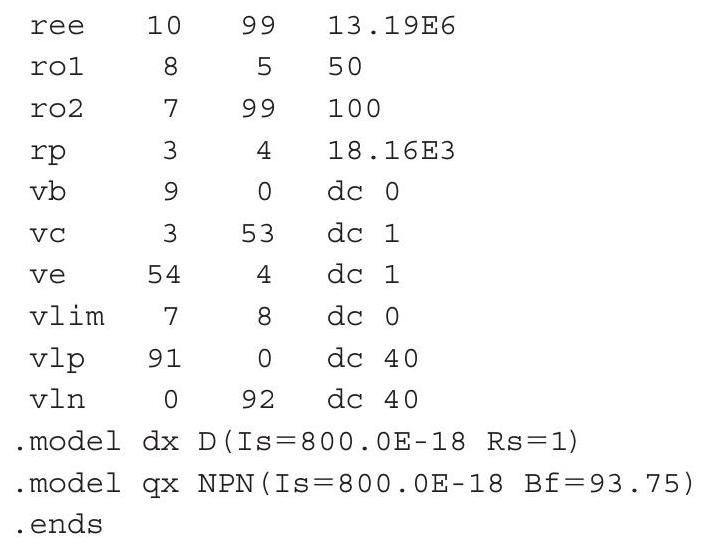 ree 10 99 13.19E6
ro1 8 5 50
ro2 7 99 100
rp 3 4 18.16E3
vb 9 0 dc 0
vc 3 53 dc 1
ve 54 4 dc 1
vlim 7 8 dc 0
vlp 91 0 dc 40
vln 0 92 dc 40
.model dx D(Is=800.0E-18 Rs=1)
.model qx NPN(Is=800.0E-18 Bf=93.75)
.ends